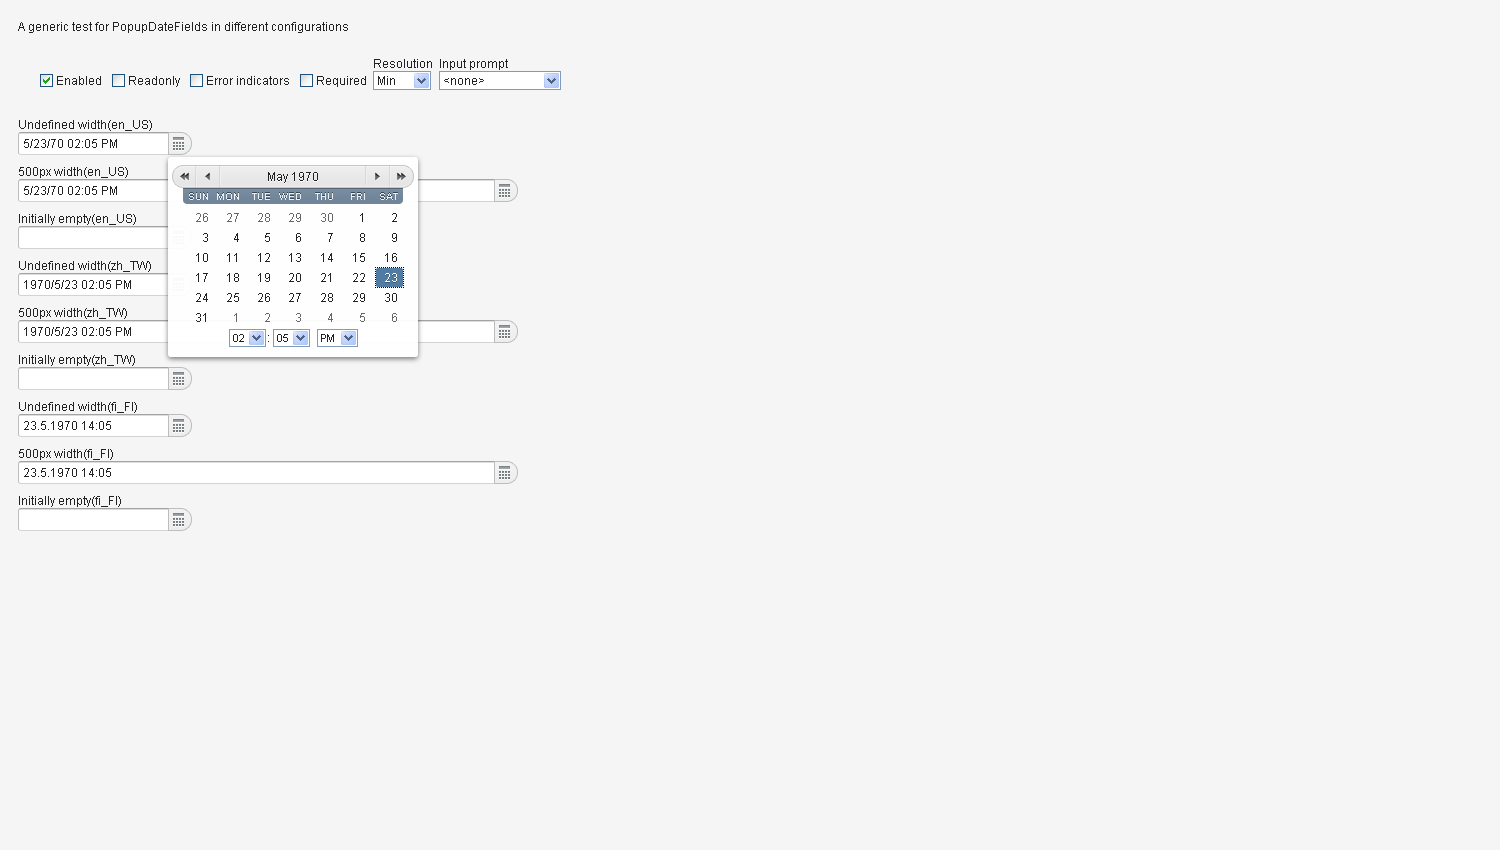 A generic test for PopupDateFields in different configurations
Resolution Input prompt
Enabled Readonly Error indicators Required Min <none>
Undefined width(en_US)
5/23/70 02:05 PM
500px width(en_US)
5/23/70 02:05 PM
Initially empty(en_US)
Undefined width(zh_TW)
1970/5/23 02:05 PM
500px width(zh_TW)
1970/5/23 02:05 PM
Initially empty(zh_TW)
Undefined width(fi_FI)
23.5.1970 14:05
500px width(fi_FI)
23.5.1970 14:05
Initially empty(fi_FI)
May 1970
SUN MON TUE WED THU FRI SAT
26 27 28 29 30 1 2
3 4 5 6 7 8 9
10 11 12 13 14 15 16
17 18 19 20 21 22 23
24 25 26 27 28 29 30
31 1 2 3 4 5 6
02 : 05 PM